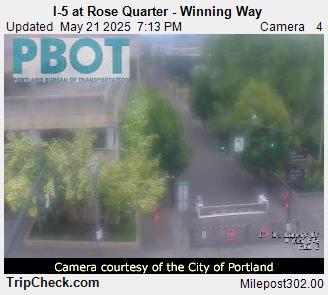 I-5 at Rose Quarter - Winning Way
Updated May 21 2025 7:13 PM Camera 4
PBOT
PORTLAND BUREAU OF TRANSPORTATION
Camera courtesy of the City of Portland
TripCheck.com Milepost302.00